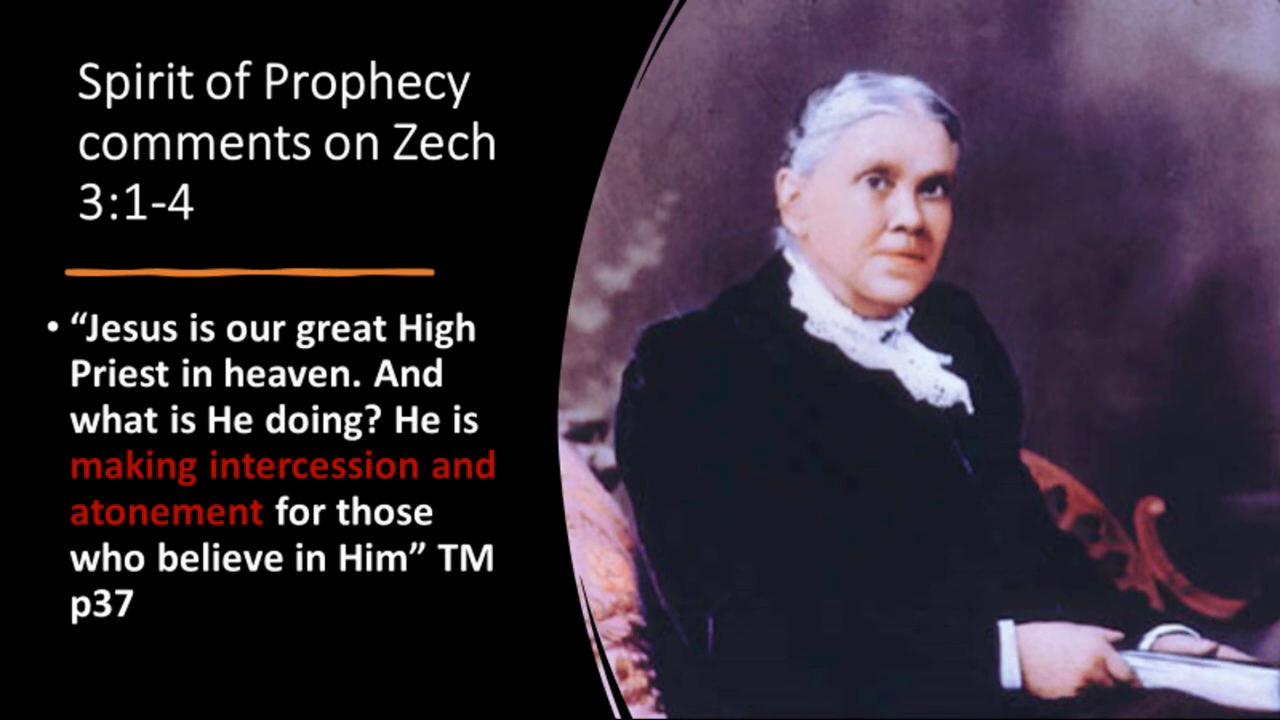 Spirit of Prophecy
comments on Zech
3:1-4
• “Jesus is our great High
Priest in heaven. And
what is He doing? He is
making intercession and
atonement for those
who believe in Him” TM
p37